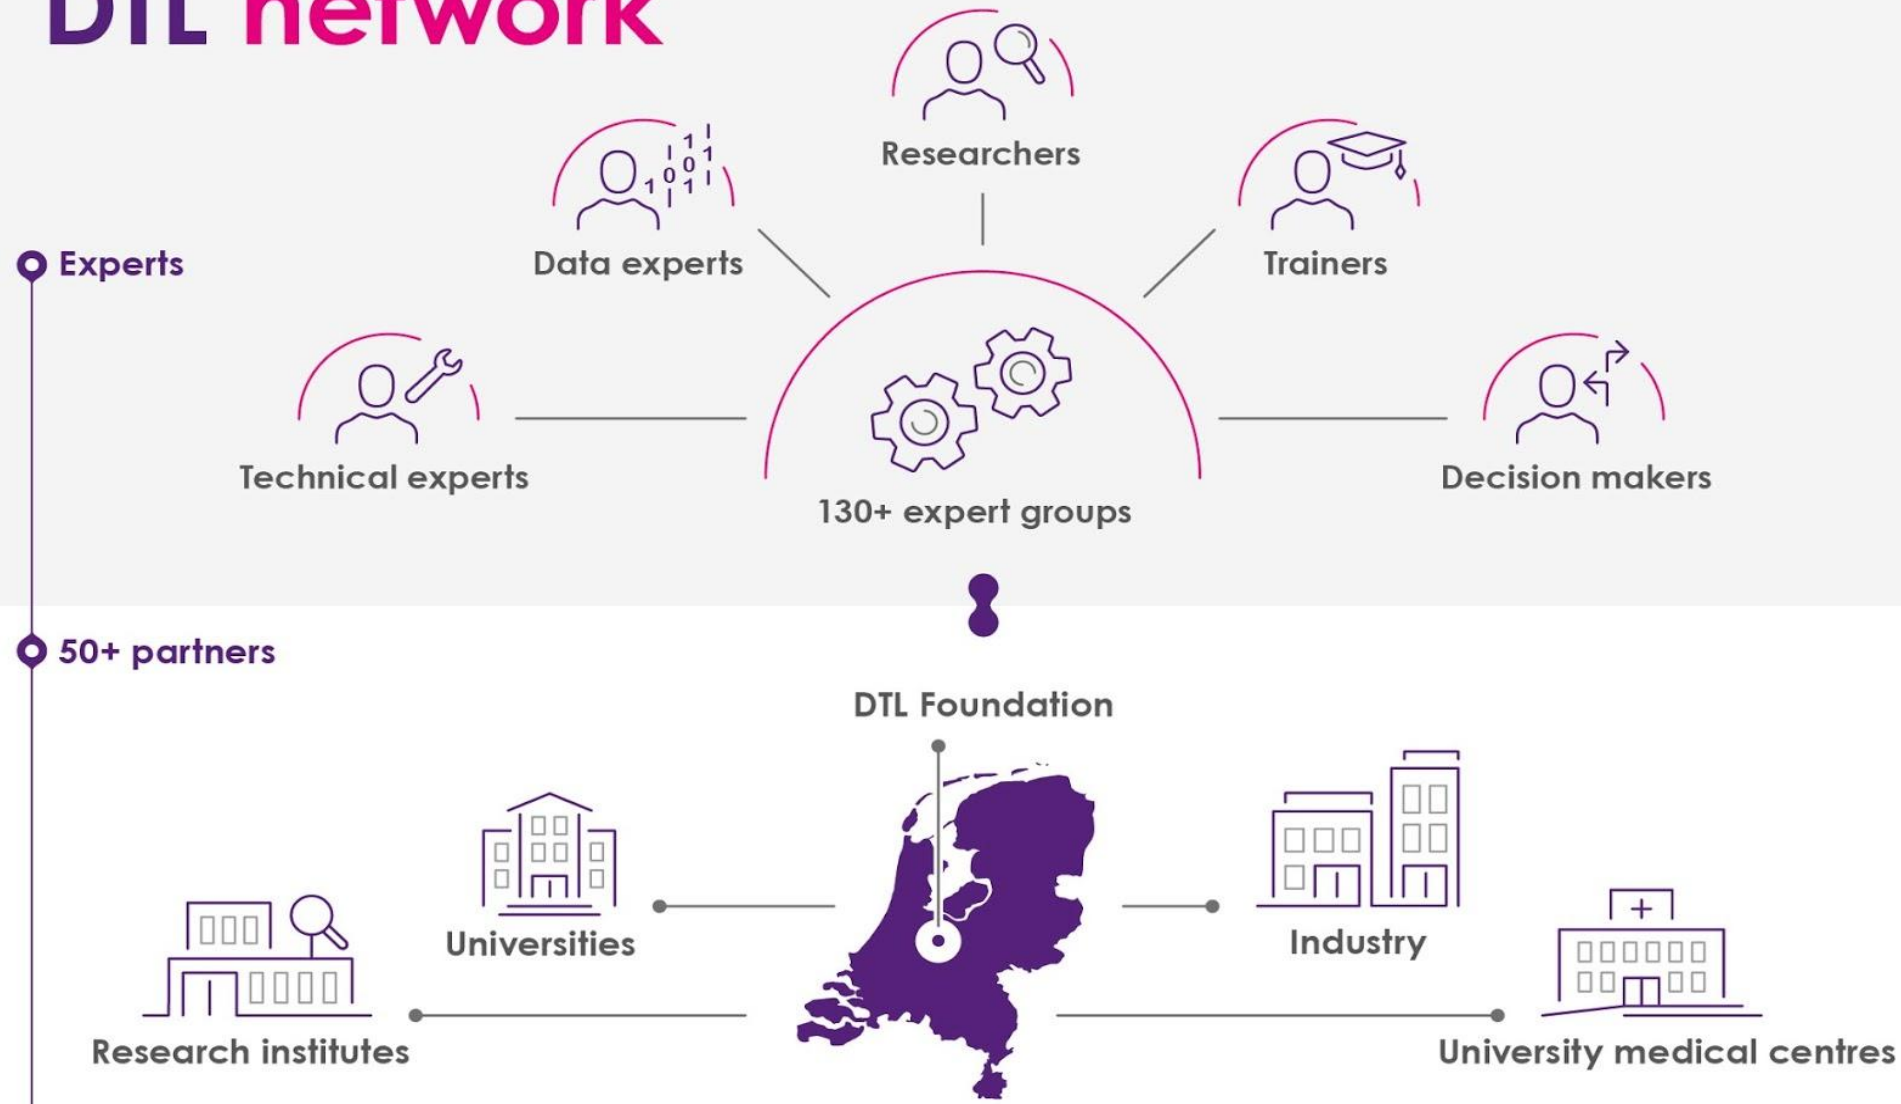 DTL network
Researchers
Data experts
Trainers
Experts
Technical experts
Decision makers
130+ expert groups
50+ partners
DTL Foundation
Universities
Industry
Research institutes
University medical centres